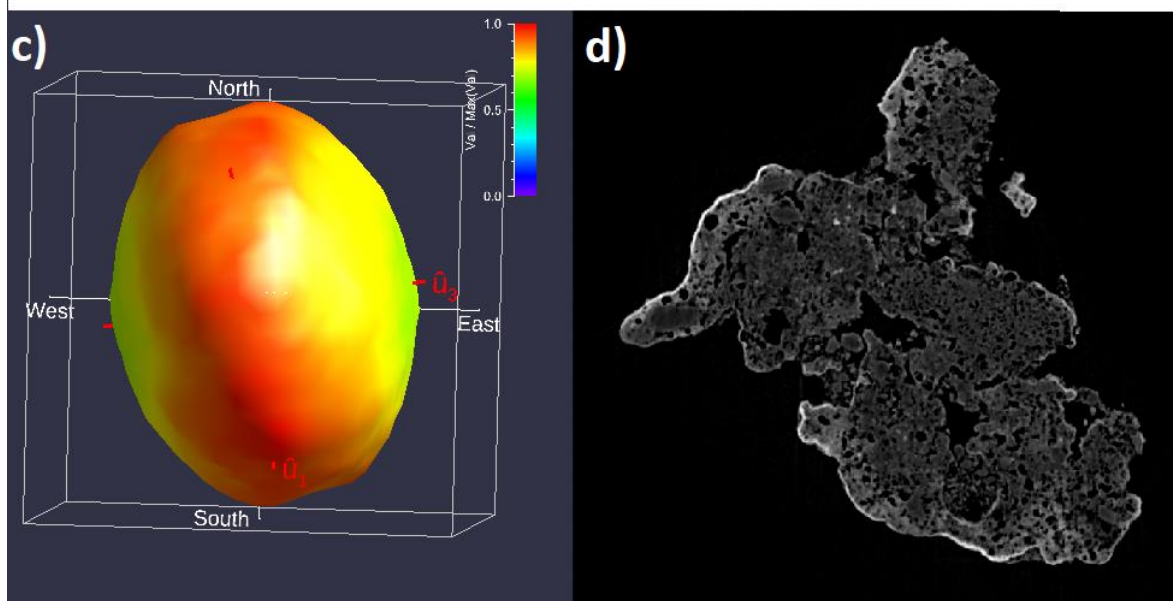 c)
1.0
0.5
0.0
Va / Max(Va)
North
West
East
South
û₃
û₁
d)